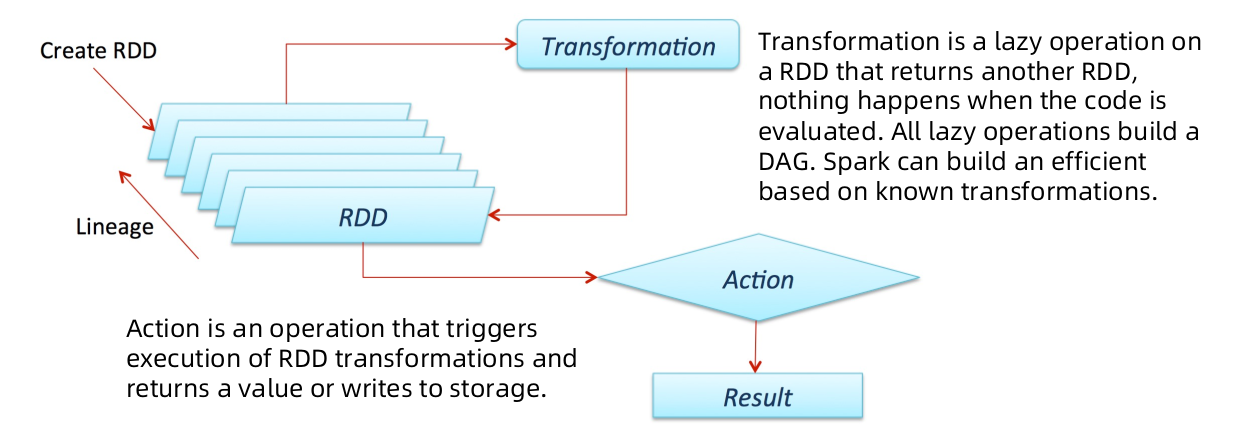 Create RDD
Transformation
Transformation is a lazy operation on
a RDD that returns another RDD,
nothing happens when the code is
evaluated. All lazy operations build a
DAG. Spark can build an efficient
based on known transformations.
Lineage
RDD
Action
Action is an operation that triggers
execution of RDD transformations and
returns a value or writes to storage.
Result